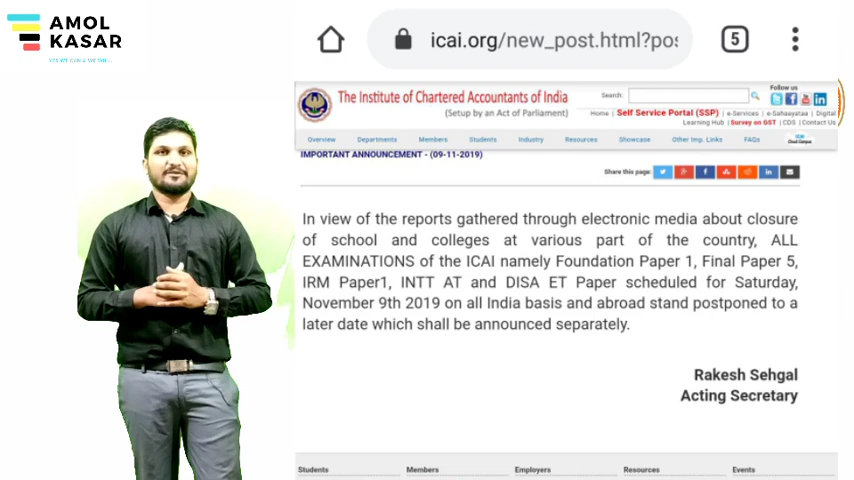 AMOL
KASAR
icai.org/new_post.html?pos
5
The Institute of Chartered Accountants of India
(Setup by an Act of Parliament)
Search:
Follow us
Home | Self Service Portal (SSP) | e-Services | e-Sahaayataa | Digital
Learning Hub | Survey on GST | CDS | Contact Us
Overview Departments Members Students Industry Resources Showcase Other Imp. Links FAQs
IMPORTANT ANNOUNCEMENT - (09-11-2019)
Share this page:
In view of the reports gathered through electronic media about closure
of school and colleges at various part of the country, ALL
EXAMINATIONS of the ICAI namely Foundation Paper 1, Final Paper 5,
IRM Paper1, INTT AT and DISA ET Paper scheduled for Saturday,
November 9th 2019 on all India basis and abroad stand postponed to a
later date which shall be announced separately.
Rakesh Sehgal
Acting Secretary
Students Members Employers Resources Events